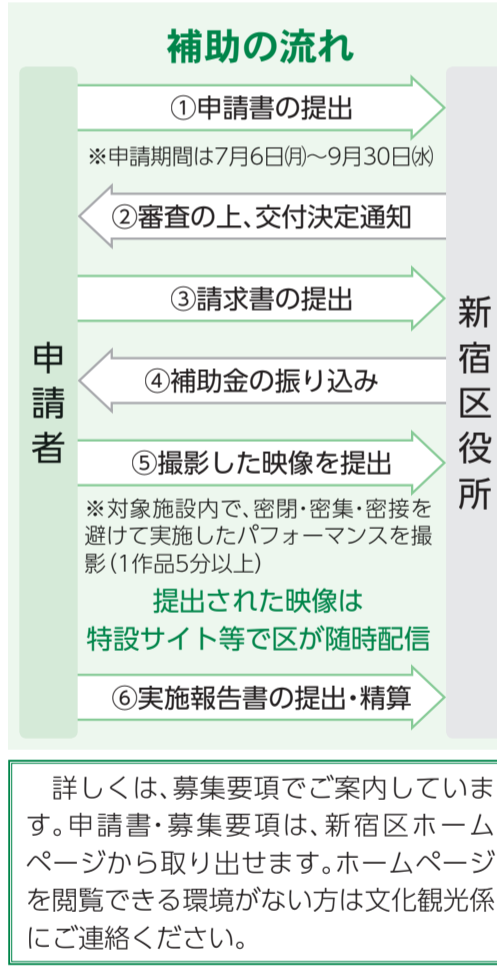 補助の流れ
①申請書の提出
※申請期間は7月6日㈪~9月30日㈬
②審査の上、交付決定通知
③請求書の提出
④補助金の振り込み
⑤撮影した映像を提出
※対象施設内で、密閉・密集・密接を
避けて実施したパフォーマンスを撮
影(1作品5分以上)
提出された映像は
特設サイト等で区が随時配信
⑥実施報告書の提出・精算
申請者
新宿区役所
詳しくは、募集要項でご案内していま
す。申請書・募集要項は、新宿区ホーム
ページから取り出せます。ホームページ
を閲覧できる環境がない方は文化観光係
にご連絡ください。